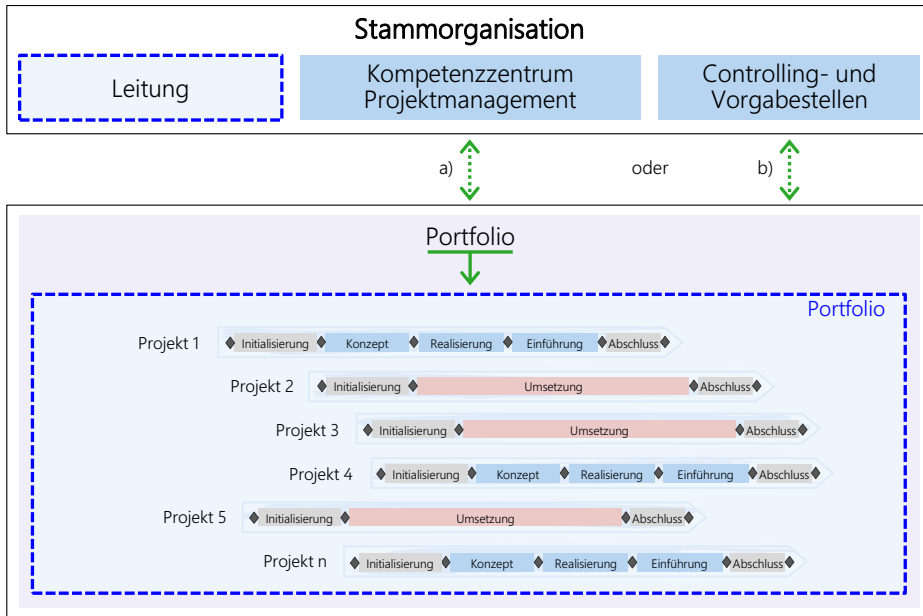 Stammorganisation
Leitung
Kompetenzzentrum
Projektmanagement
Controlling- und
Vorgabestellen
a)
oder
b)
Portfolio
Portfolio
Projekt 1
Initialisierung
Konzept
Realisierung
Einführung
Abschluss
Projekt 2
Initialisierung
Umsetzung
Abschluss
Projekt 3
Initialisierung
Umsetzung
Abschluss
Projekt 4
Initialisierung
Konzept
Realisierung
Einführung
Abschluss
Projekt 5
Initialisierung
Umsetzung
Abschluss
Projekt n
Initialisierung
Konzept
Realisierung
Einführung
Abschluss